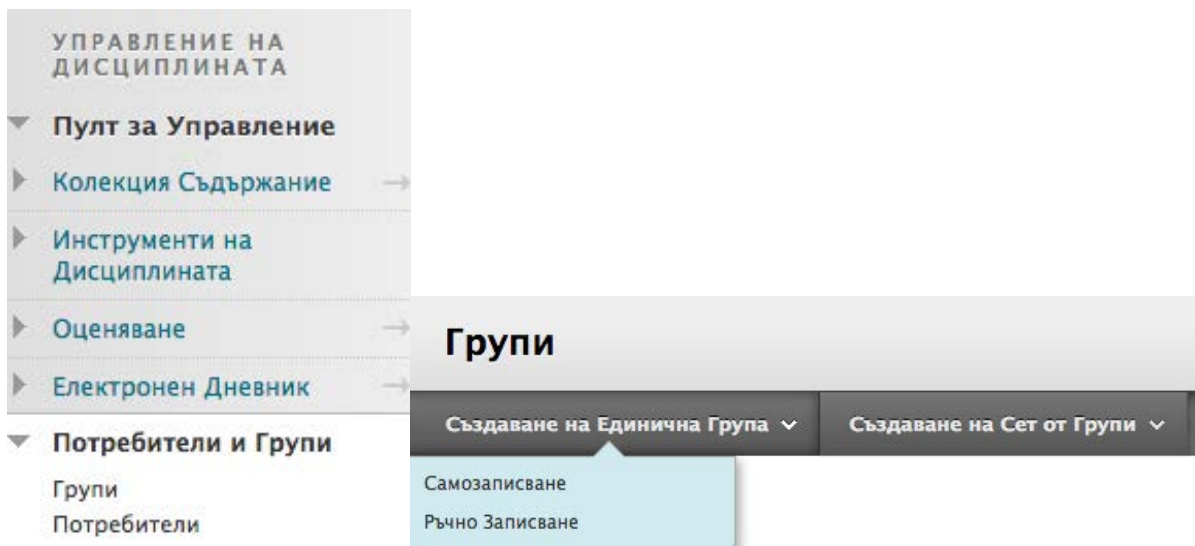 УПРАВЛЕНИЕ НА
ДИСЦИПЛИНАТА
Пулт за Управление
Колекция Съдържание
Инструменти на
Дисциплината
Оценяване
Електронен Дневник
Потребители и Групи
Групи
Потребители
Групи
Създаване на Единична Група
Създаване на Сет от Групи
Самозаписване
Ръчно Записване